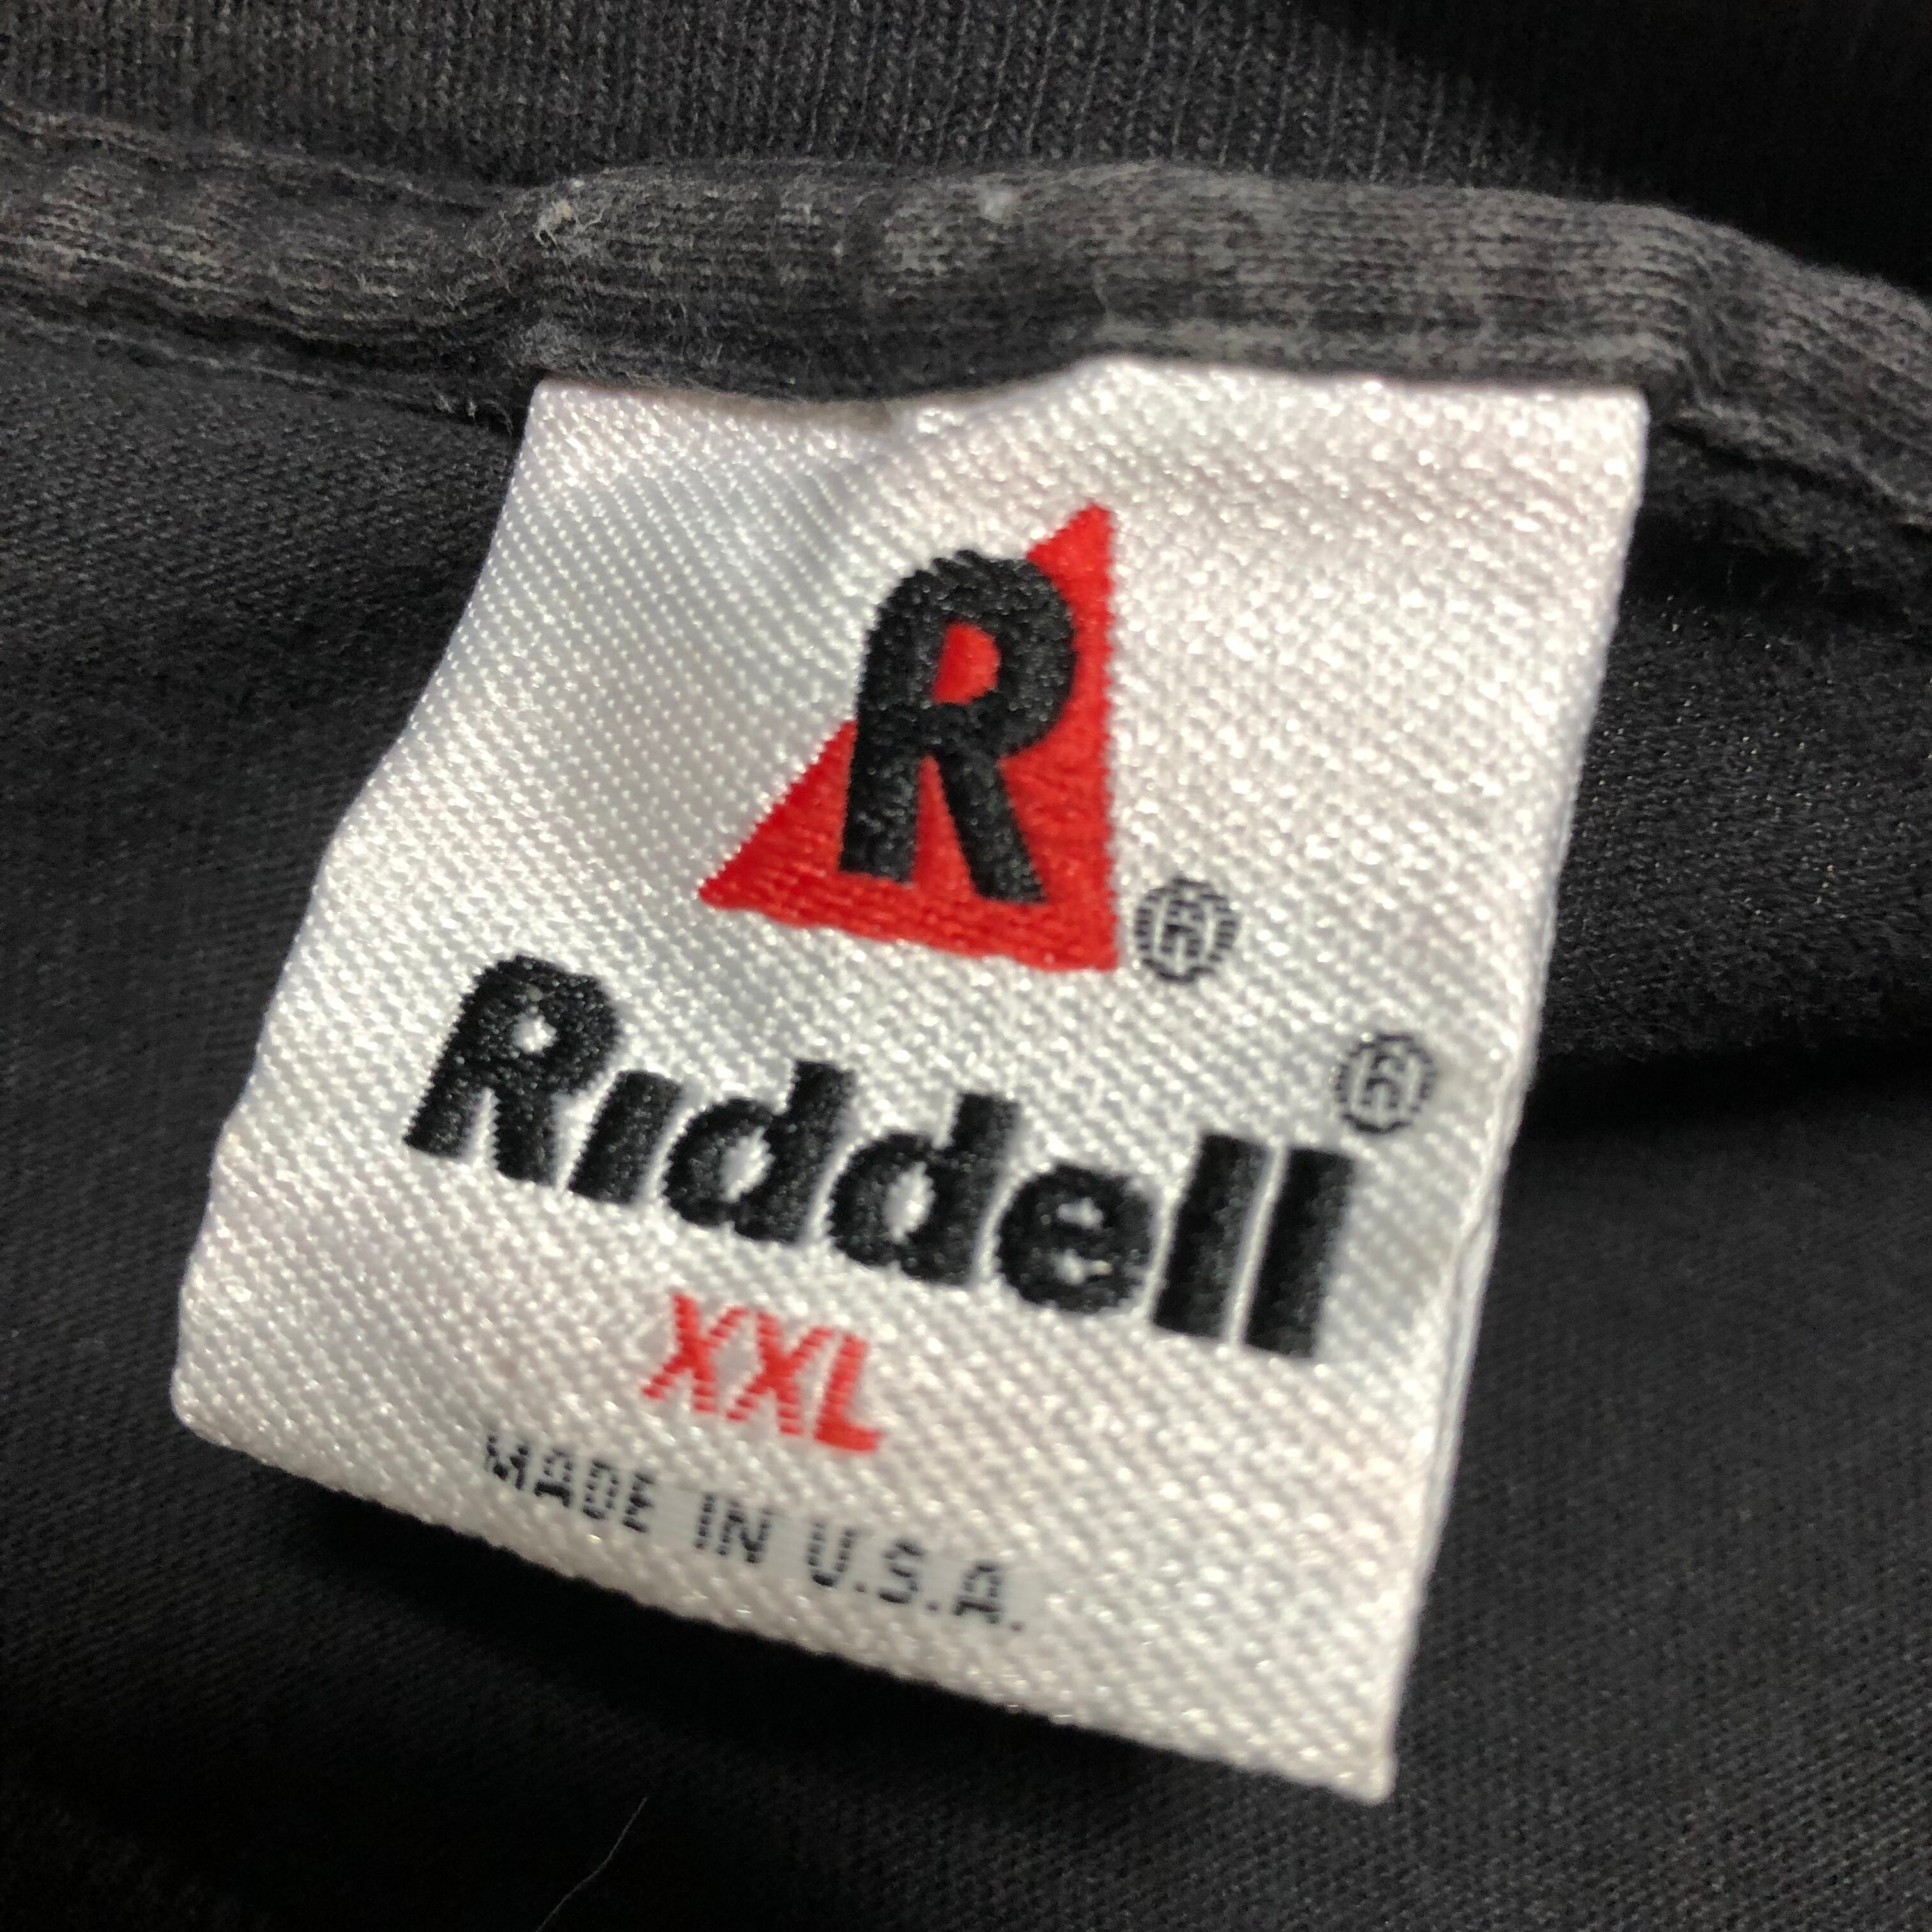 R®
Riddell®
XXL
MADE IN U.S.A.